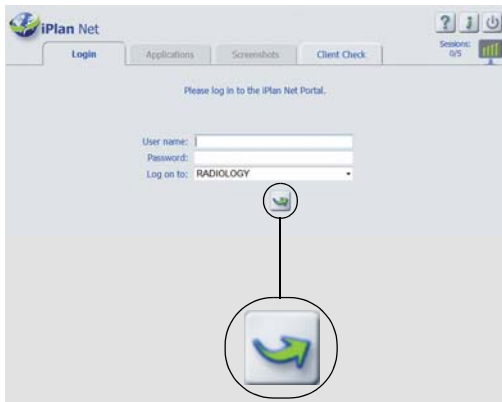 iPlan Net
? i
Login Applications Screenshots Client Check
Sessions:
0/5
Please log in to the iPlan Net Portal.
User name:
Password:
Log on to: RADIOLOGY